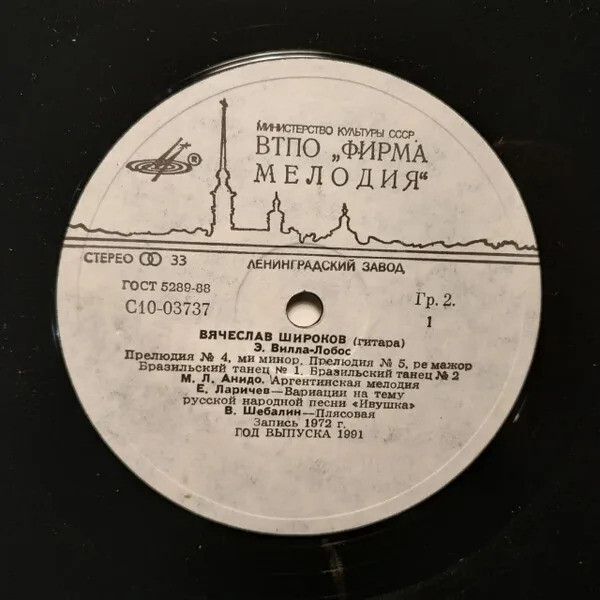 МИНИСТЕРСТВО КУЛЬТУРЫ СССР
ВТПО „ФИРМА
МЕЛОДИЯ“
®
СТЕРЕО 33
ЛЕНИНГРАДСКИЙ ЗАВОД
ГОСТ 5289-88
С10-03737
Гр. 2.
1
ВЯЧЕСЛАВ ШИРОКОВ (гитара)
Э. Вилла-Лобос
Прелюдия № 4, ми минор, Прелюдия № 5, ре мажор
Бразильский танец № 1, Бразильский танец № 2
М. Л. Анидо. Аргентинская мелодия
Е. Ларичев—Вариации на тему
русской народной песни «Ивушка»
В. Шебалин—Плясовая
Запись 1972 г.
ГОД ВЫПУСКА 1991